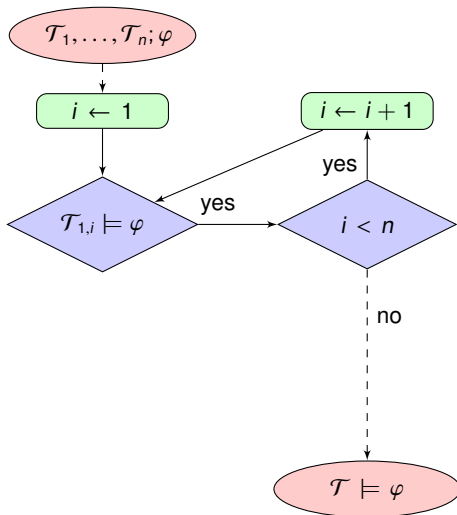 𝒯₁, . . . , 𝒯ₙ; φ
i ← 1
i ← i + 1
yes
𝒯₁,ᵢ ⊨ φ
yes
i < n
no
𝒯 ⊨ φ